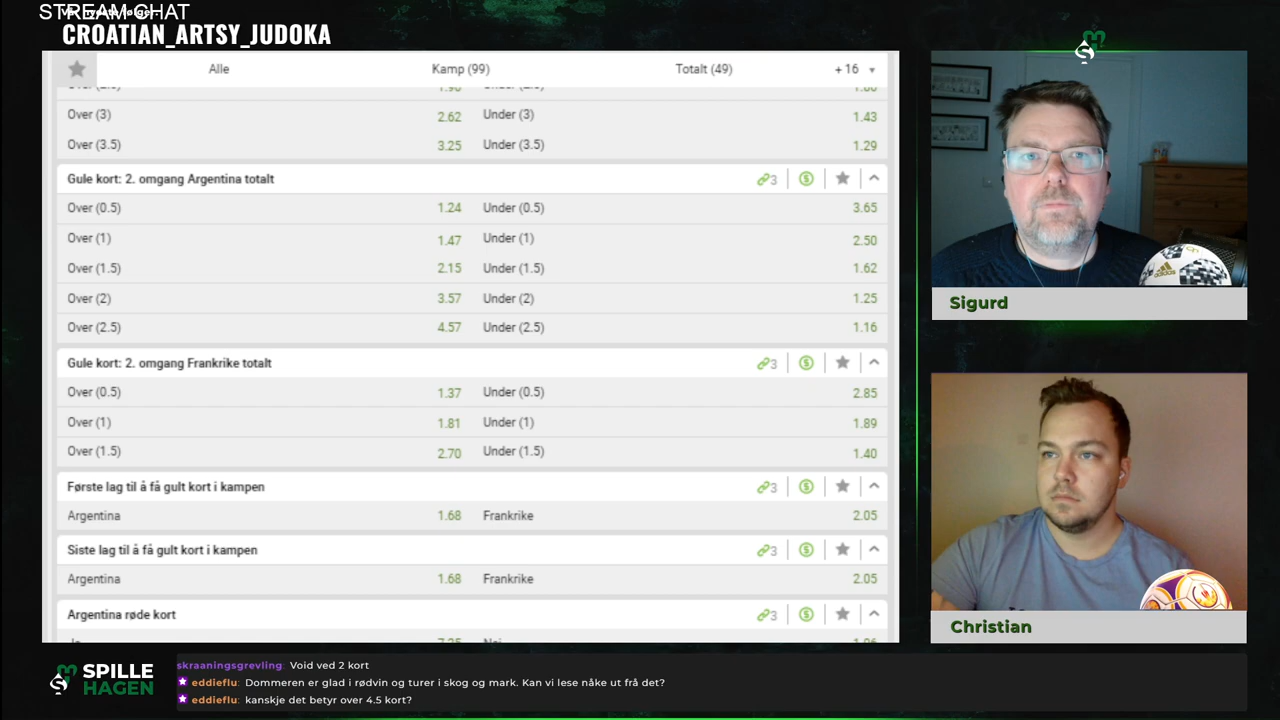 STREAM CHAT
CROATIAN_ARTSY_JUDOKA
Alle Kamp (99) Totalt (49) + 16
Over (3) 2.62 Under (3) 1.43
Over (3.5) 3.25 Under (3.5) 1.29
Gule kort: 2. omgang Argentina totalt 3
Over (0.5) 1.24 Under (0.5) 3.65
Over (1) 1.47 Under (1) 2.50
Over (1.5) 2.15 Under (1.5) 1.62
Over (2) 3.57 Under (2) 1.25
Over (2.5) 4.57 Under (2.5) 1.16
Gule kort: 2. omgang Frankrike totalt 3
Over (0.5) 1.37 Under (0.5) 2.85
Over (1) 1.81 Under (1) 1.89
Over (1.5) 2.70 Under (1.5) 1.40
Første lag til å få gult kort i kampen 3
Argentina 1.68 Frankrike 2.05
Siste lag til å få gult kort i kampen 3
Argentina 1.68 Frankrike 2.05
Argentina røde kort 3
Sigurd
adidas
Christian
SPILLE
HAGEN
skraaningsgrevling: Void ved 2 kort
eddieflu: Dommeren er glad i rødvin og turer i skog og mark. Kan vi lese nåke ut frå det?
eddieflu: kanskje det betyr over 4.5 kort?